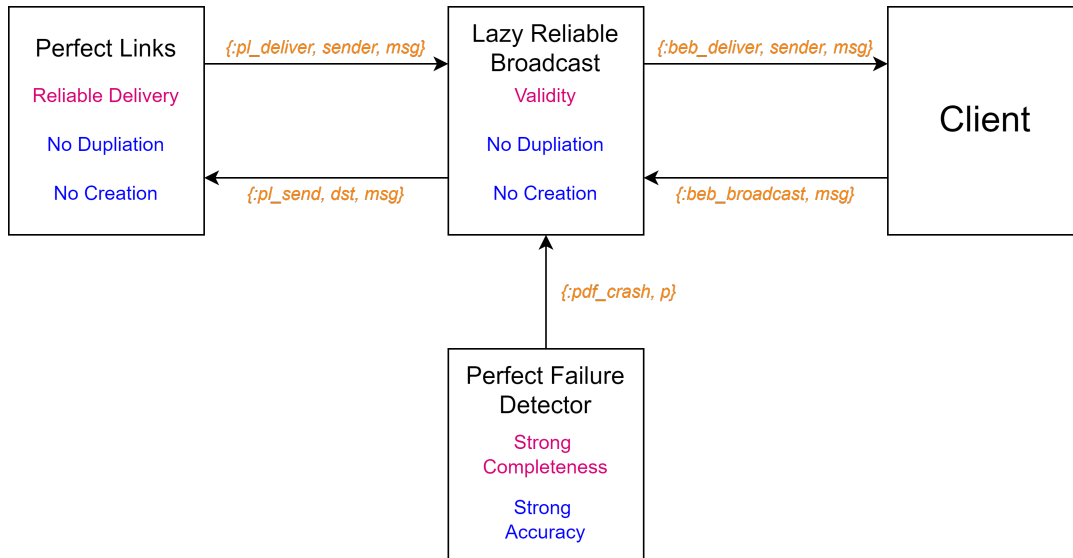 Perfect Links
Reliable Delivery
No Dupliation
No Creation
{:pl_deliver, sender, msg}
{:pl_send, dst, msg}
Lazy Reliable
Broadcast
Validity
No Dupliation
No Creation
{:beb_deliver, sender, msg}
{:beb_broadcast, msg}
Client
{:pdf_crash, p}
Perfect Failure
Detector
Strong
Completeness
Strong
Accuracy